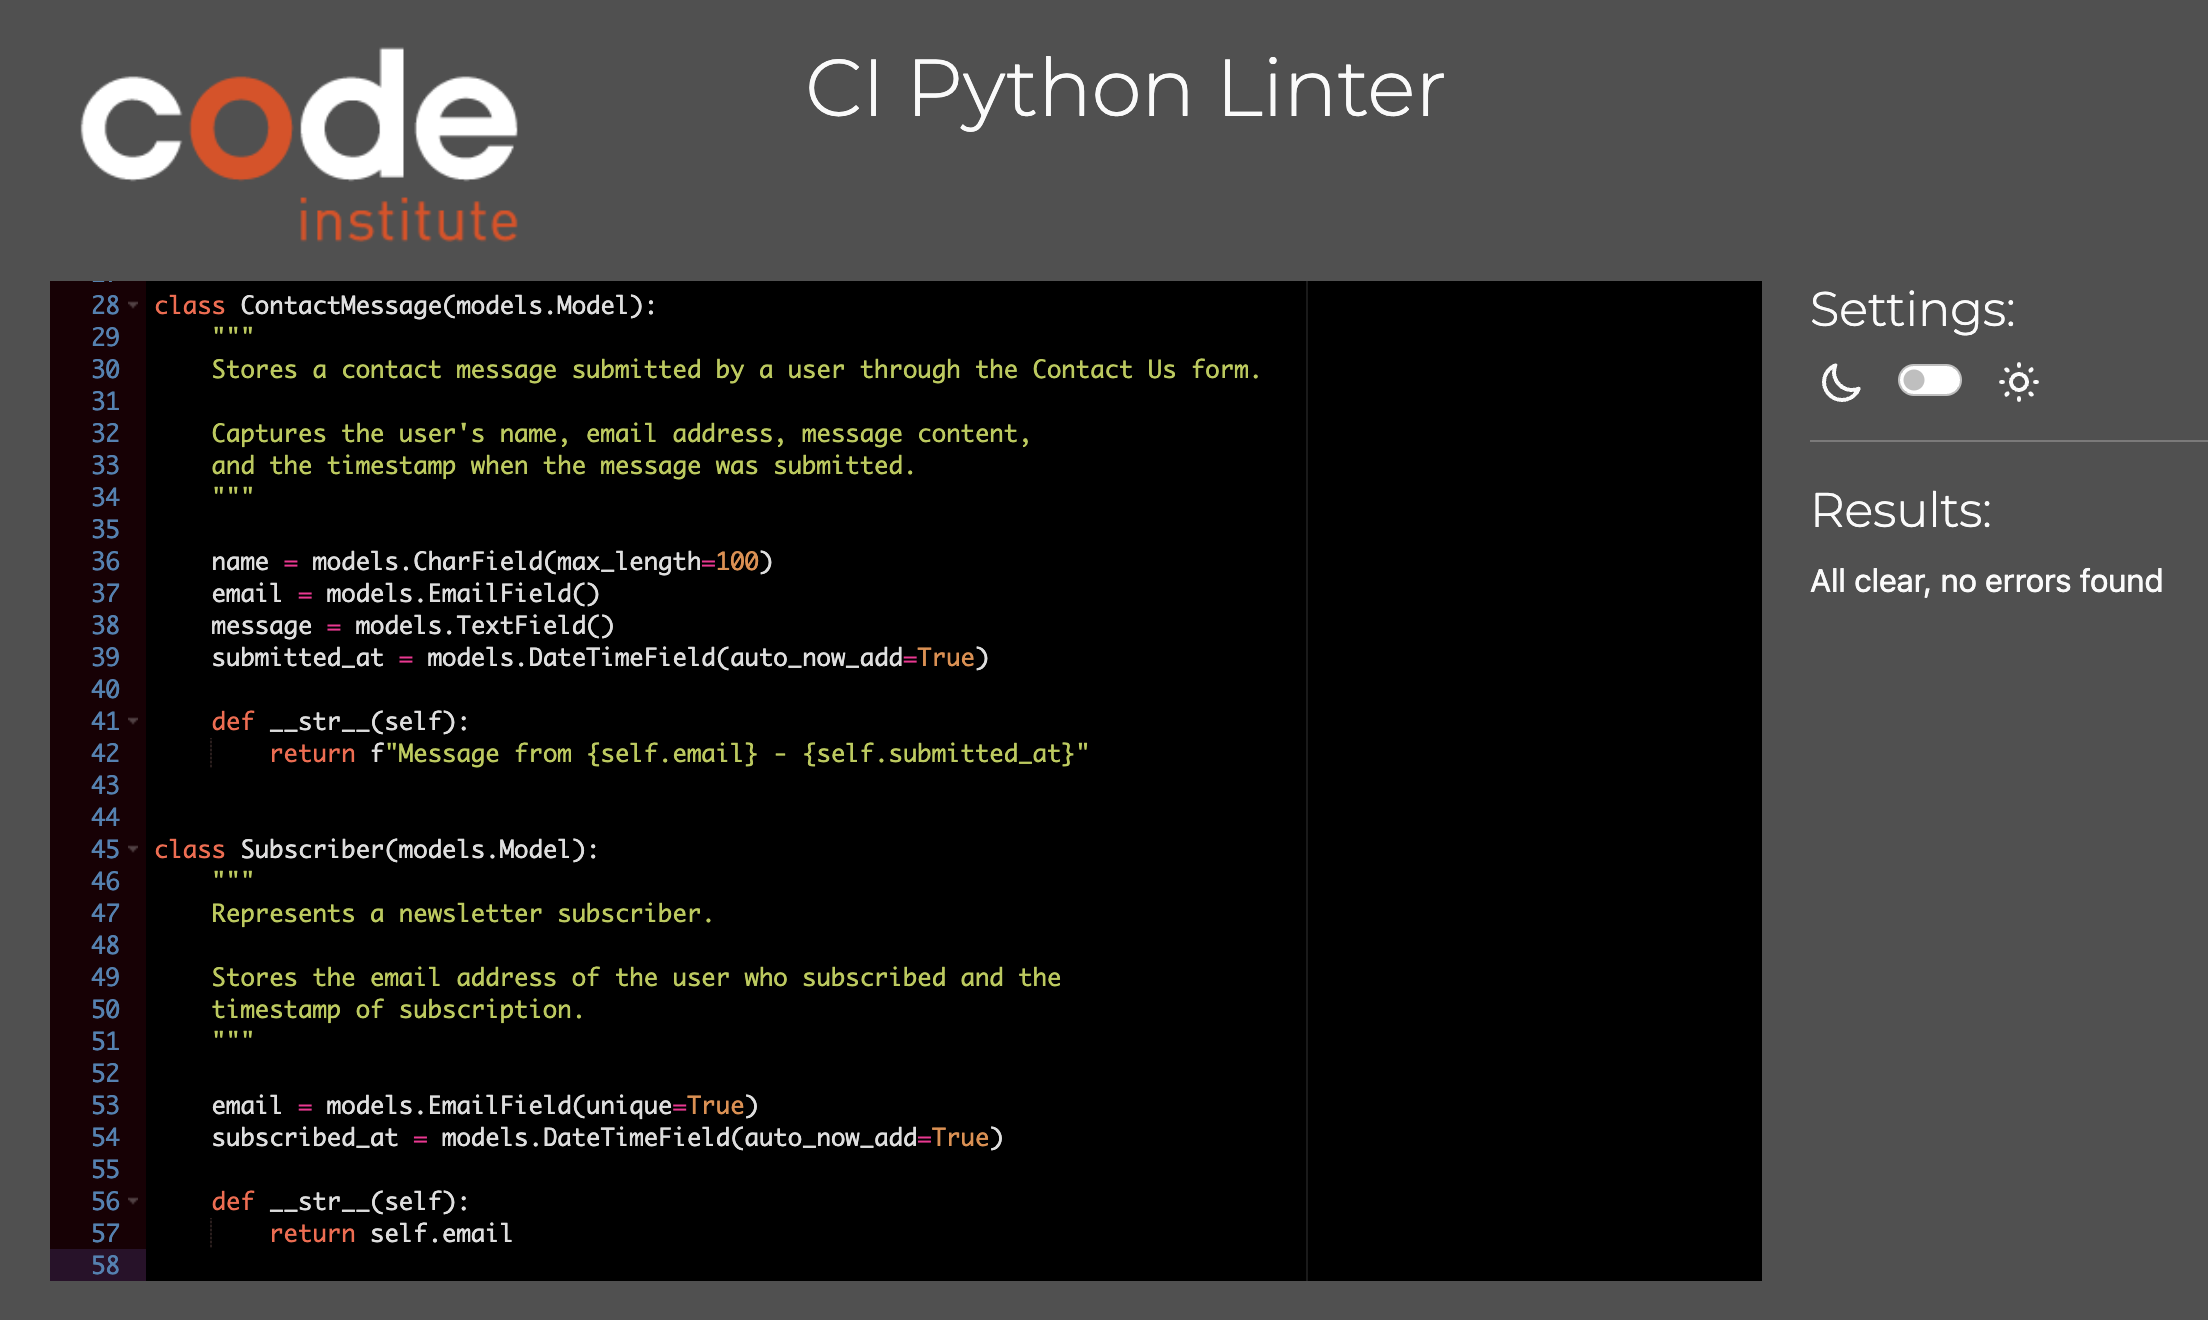 code
institute
CI Python Linter
28 class ContactMessage(models.Model):
29     """
30     Stores a contact message submitted by a user through the Contact Us form.
31
32     Captures the user's name, email address, message content,
33     and the timestamp when the message was submitted.
34     """
35
36     name = models.CharField(max_length=100)
37     email = models.EmailField()
38     message = models.TextField()
39     submitted_at = models.DateTimeField(auto_now_add=True)
40
41     def __str__(self):
42         return f"Message from {self.email} - {self.submitted_at}"
43
44
45 class Subscriber(models.Model):
46     """
47     Represents a newsletter subscriber.
48
49     Stores the email address of the user who subscribed and the
50     timestamp of subscription.
51     """
52
53     email = models.EmailField(unique=True)
54     subscribed_at = models.DateTimeField(auto_now_add=True)
55
56     def __str__(self):
57         return self.email
58
Settings:
Results:
All clear, no errors found